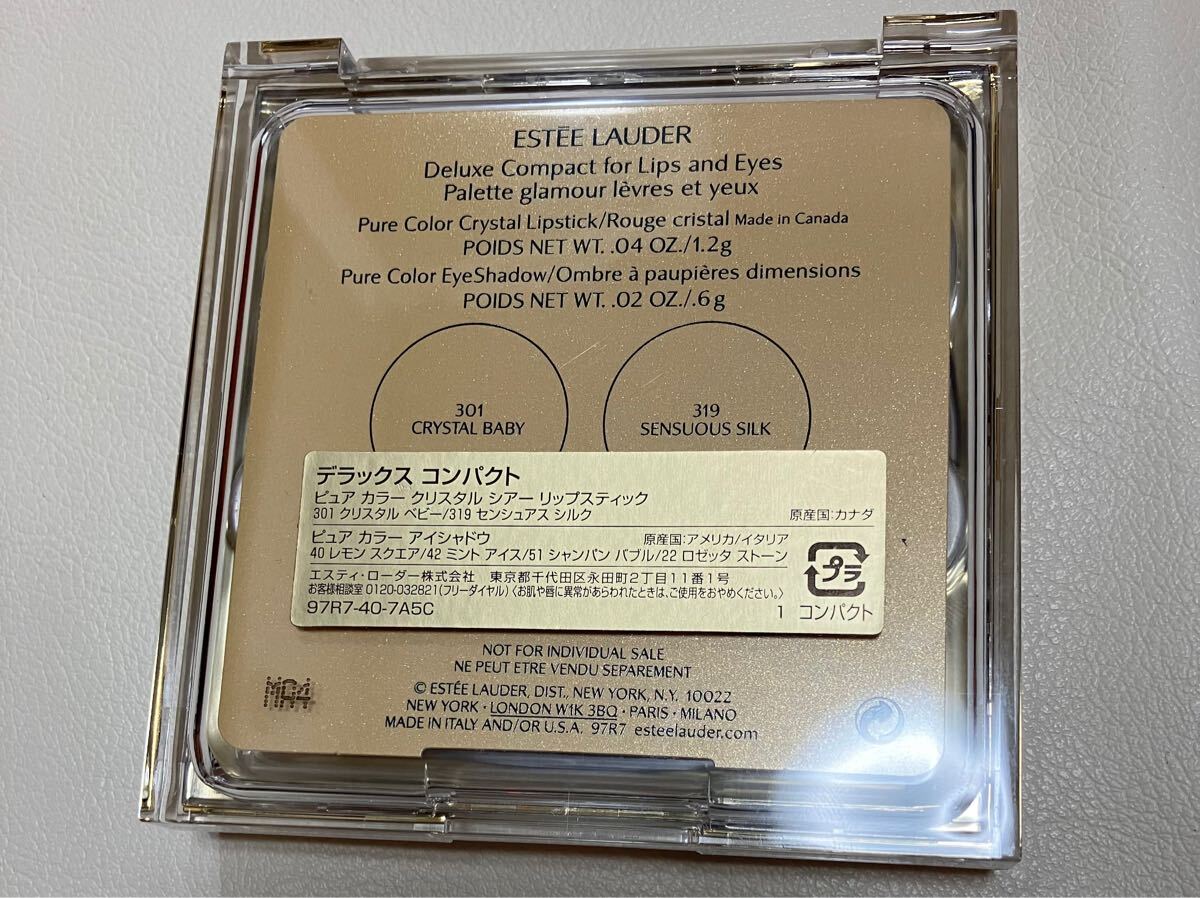 ESTĒE LAUDER
Deluxe Compact for Lips and Eyes
Palette glamour lèvres et yeux
Pure Color Crystal Lipstick/Rouge cristal Made in Canada
POIDS NET WT. .04 OZ./1.2g
Pure Color EyeShadow/Ombre à paupières dimensions
POIDS NET WT. .02 OZ./.6g
301
CRYSTAL BABY
319
SENSUOUS SILK
デラックス コンパクト
ピュア カラー クリスタル シアー リップスティック
301 クリスタル ベビー/319 センシュアス シルク 原産国:カナダ
ピュア カラー アイシャドウ 原産国:アメリカ/イタリア
40 レモン スクエア/42 ミント アイス/51 シャンパン バブル/22 ロゼッタ ストーン
エスティ・ローダー株式会社 東京都千代田区永田町2丁目11番1号
お客様相談室 0120-032821(フリーダイヤル)〈お肌や唇に異常があらわれたときは、ご使用をおやめください。〉
97R7-40-7A5C 1
プラ
コンパクト
NOT FOR INDIVIDUAL SALE
NE PEUT ETRE VENDU SEPAREMENT
MA4
© ESTÉE LAUDER, DIST., NEW YORK, N.Y. 10022
NEW YORK · LONDON W1K 3BQ · PARIS · MILANO
MADE IN ITALY AND/OR U.S.A. 97R7 esteelauder.com